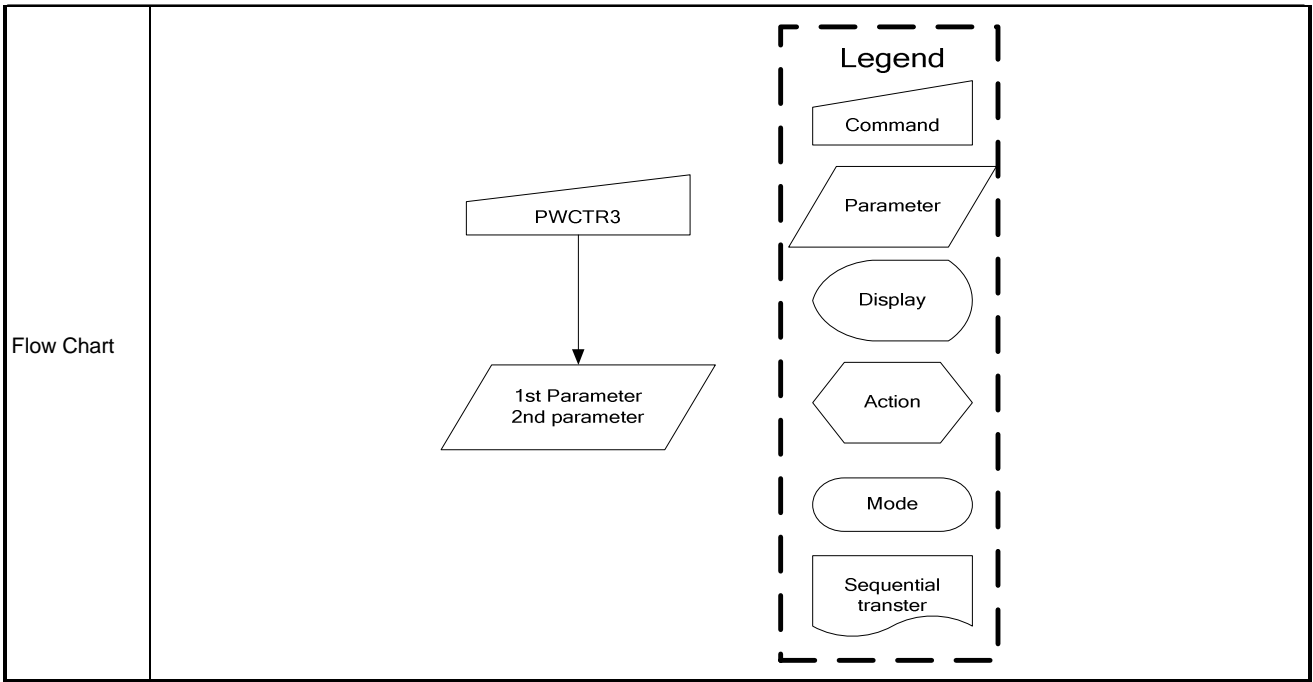 Flow Chart
PWCTR3
1st Parameter
2nd parameter
Legend
Command
Parameter
Display
Action
Mode
Sequential
transter